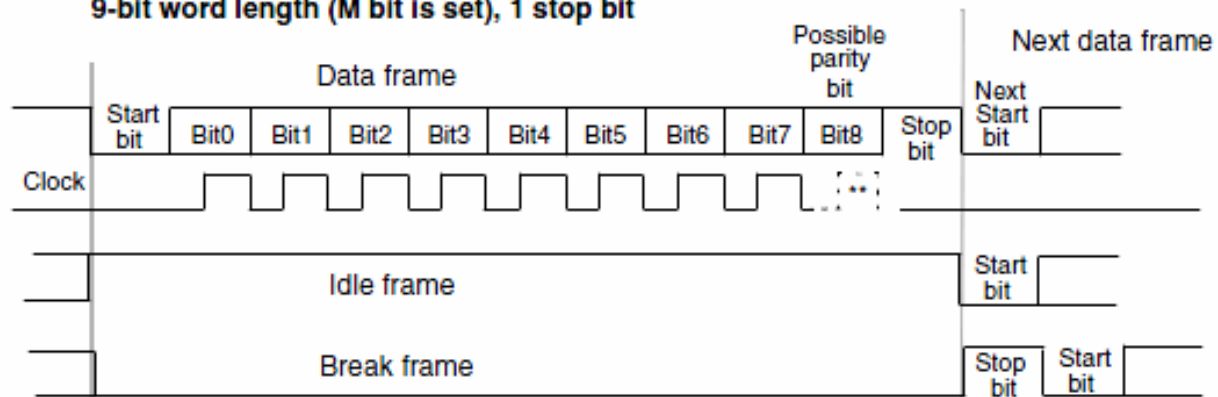 9-bit word length (M bit is set), 1 stop bit
Possible
parity
bit
Next data frame
Data frame
Next
Start
bit
Start
bit
Bit0 Bit1 Bit2 Bit3 Bit4 Bit5 Bit6 Bit7 Bit8
Stop
bit
Clock
**
Idle frame
Start
bit
Break frame
Stop
bit
Start
bit